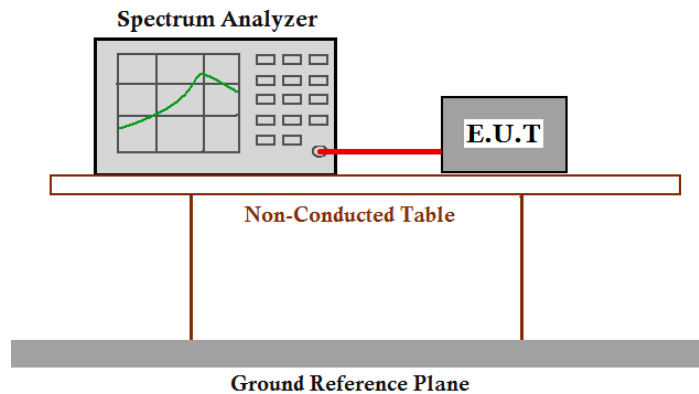 Spectrum Analyzer
E.U.T
Non-Conducted Table
Ground Reference Plane